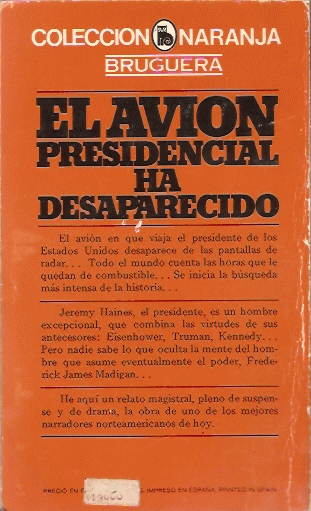 COLECCION NARANJA
BRUGUERA
EL AVION
PRESIDENCIAL
HA
DESAPARECIDO
El avión en que viaja el presidente de los
Estados Unidos desaparece de las pantallas de
radar... Todo el mundo cuenta las horas que le
quedan de combustible... Se inicia la búsqueda
más intensa de la historia...
Jeremy Haines, el presidente, es un hombre
excepcional, que combina las virtudes de sus
antecesores: Eisenhower, Truman, Kennedy...
Pero nadie sabe lo que oculta la mente del hom-
bre que asume eventualmente el poder, Frede-
rick James Madigan...
He aquí un relato magistral, pleno de suspen-
se y de drama, la obra de uno de los mejores
narradores norteamericanos de hoy.
PRECIO EN IMPRESO EN ESPAÑA. PRINTED IN SPAIN